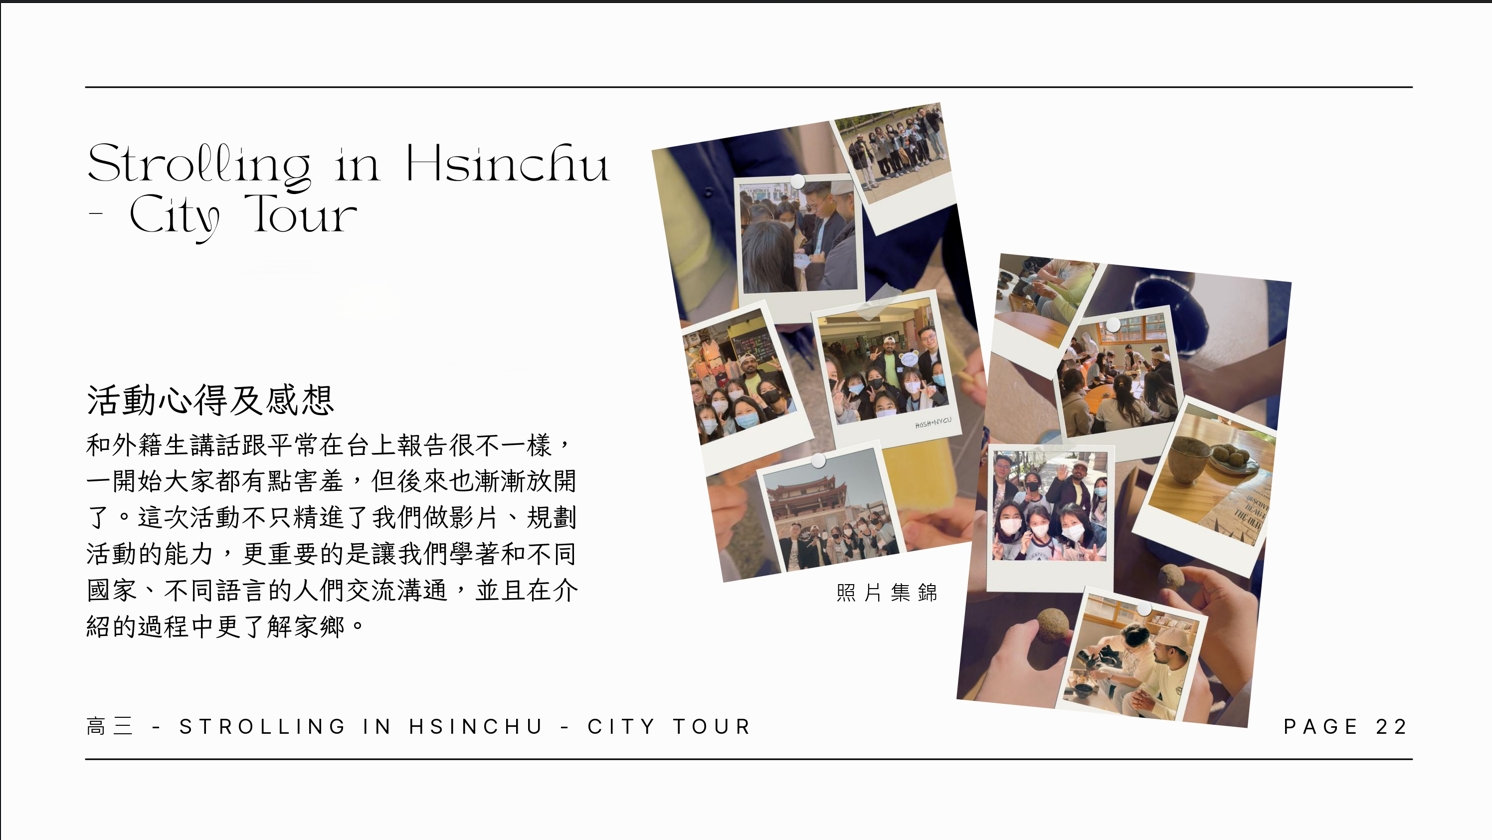 Strolling in Hsinchu
- City Tour
活動心得及感想
和外籍生講話跟平常在台上報告很不一樣，
一開始大家都有點害羞，但後來也漸漸放開
了。這次活動不只精進了我們做影片、規劃
活動的能力，更重要的是讓我們學著和不同
國家、不同語言的人們交流溝通，並且在介
紹的過程中更了解家鄉。
HGSH×NYCU
照片集錦
高三 - STROLLING IN HSINCHU - CITY TOUR
PAGE 22